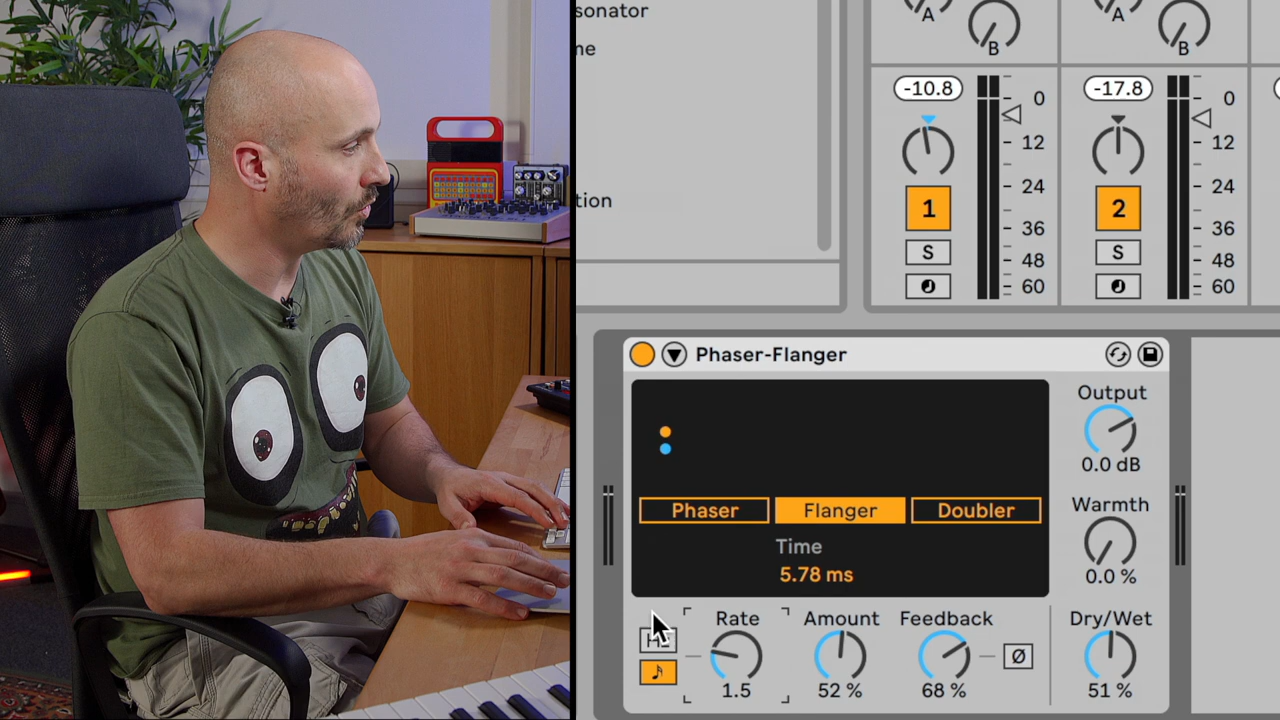 sonator
me
tion
A
B
A
B
-10.8
-17.8
0
12
24
36
48
60
0
12
24
36
48
60
1
2
S
S
Phaser-Flanger
Output
0.0 dB
Phaser
Flanger
Doubler
Warmth
0.0 %
Time
5.78 ms
Rate
Amount
Feedback
Dry/Wet
Ø
1.5
52 %
68 %
51 %